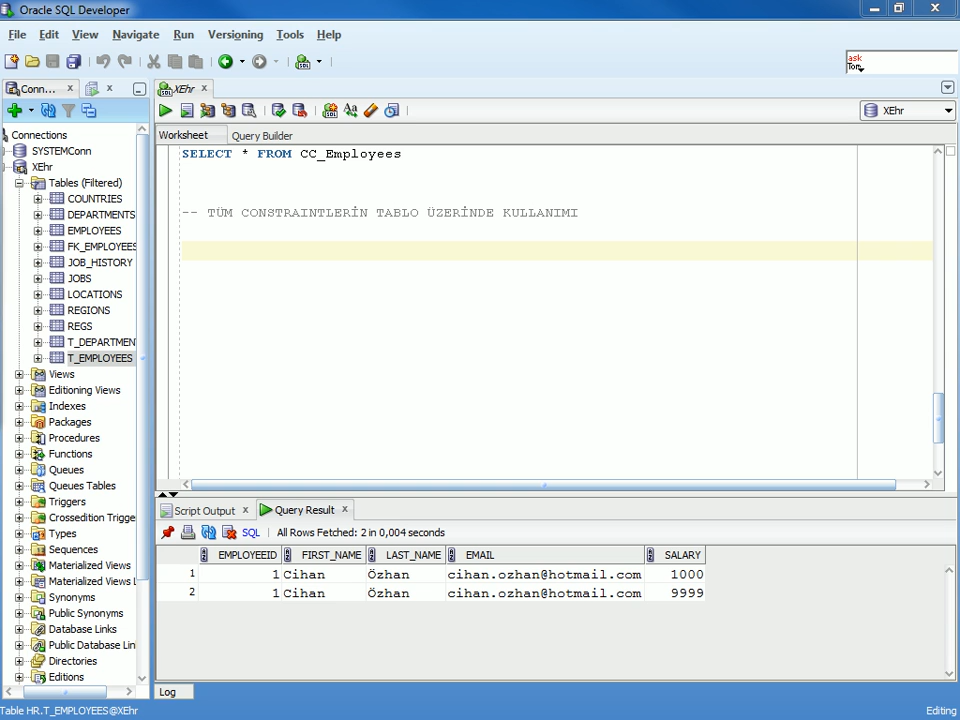 Oracle SQL Developer
File Edit View Navigate Run Versioning Tools Help
ask
Tom
Conn...
XEhr
XEhr
Worksheet Query Builder
Connections
SYSTEMConn
XEhr
Tables (Filtered)
COUNTRIES
DEPARTMENTS
EMPLOYEES
FK_EMPLOYEES
JOB_HISTORY
JOBS
LOCATIONS
REGIONS
REGS
T_DEPARTMEN
T_EMPLOYEES
Views
Editioning Views
Indexes
Packages
Procedures
Functions
Queues
Queues Tables
Triggers
Crossedition Trigge
Types
Sequences
Materialized Views
Materialized Views L
Synonyms
Public Synonyms
Database Links
Public Database Lin
Directories
Editions
SELECT * FROM CC_Employees
-- TÜM CONSTRAINTLERİN TABLO ÜZERİNDE KULLANIMI
Script Output Query Result
SQL All Rows Fetched: 2 in 0,004 seconds
EMPLOYEEID FIRST_NAME LAST_NAME EMAIL SALARY
1 1 Cihan Özhan cihan.ozhan@hotmail.com 1000
2 1 Cihan Özhan cihan.ozhan@hotmail.com 9999
Log
Table HR.T_EMPLOYEES@XEhr
Editing